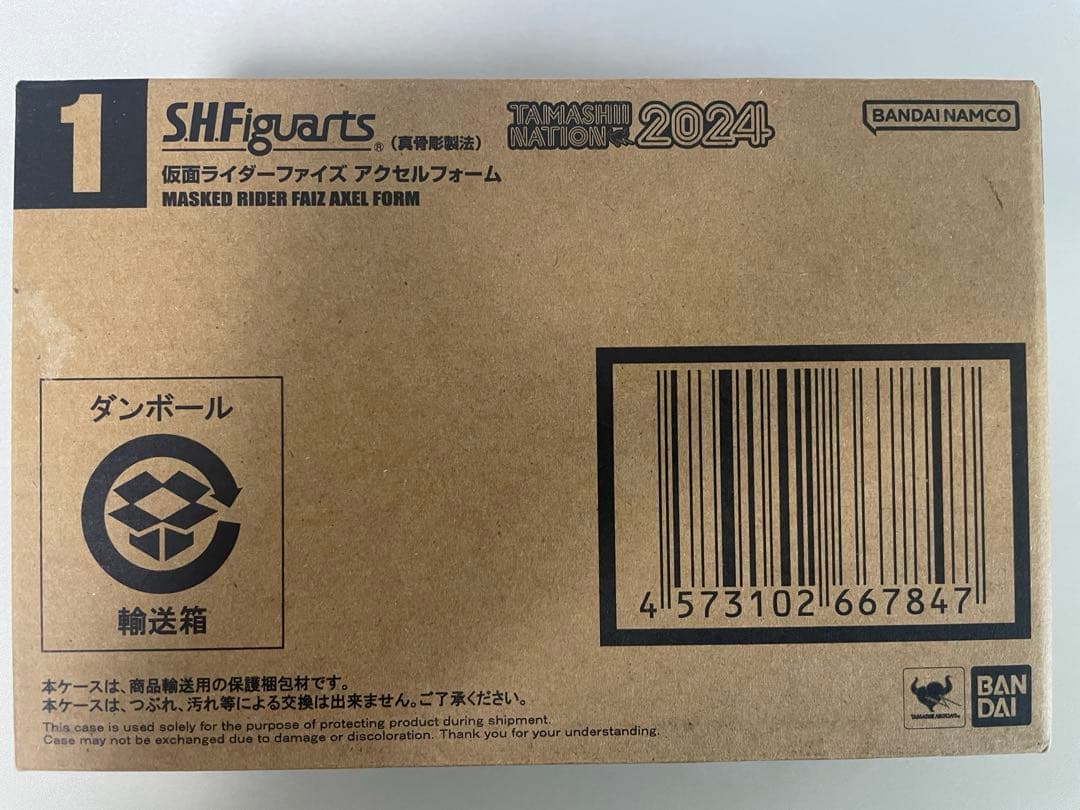 1
S.H.Figuarts® (真骨彫製法)
TAMASHII
NATION 2024
BANDAI NAMCO
仮面ライダーファイズ アクセルフォーム
MASKED RIDER FAIZ AXEL FORM
ダンボール
輸送箱
4 573102 667847
本ケースは、商品輸送用の保護梱包材です。
本ケースは、つぶれ、汚れ等による交換は出来ません。ご了承ください。
This case is used solely for the purpose of protecting product during shipment.
Case may not be exchanged due to damage or discoloration. Thank you for your understanding.
TAMASHII NATIONS
BAN
DAI